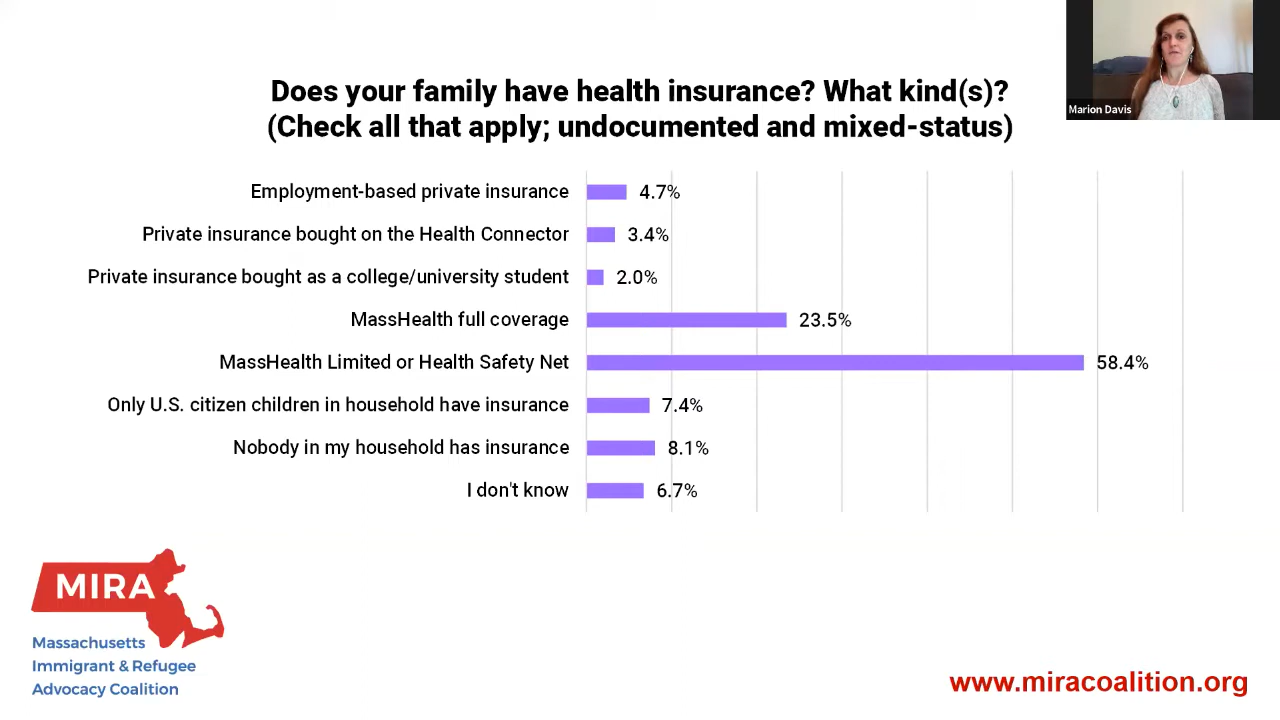 Does your family have health insurance? What kind(s)?
(Check all that apply; undocumented and mixed-status)
Marion Davis
Employment-based private insurance 4.7%
Private insurance bought on the Health Connector 3.4%
Private insurance bought as a college/university student 2.0%
MassHealth full coverage 23.5%
MassHealth Limited or Health Safety Net 58.4%
Only U.S. citizen children in household have insurance 7.4%
Nobody in my household has insurance 8.1%
I don't know 6.7%
MIRA
Massachusetts
Immigrant & Refugee
Advocacy Coalition
www.miracoalition.org